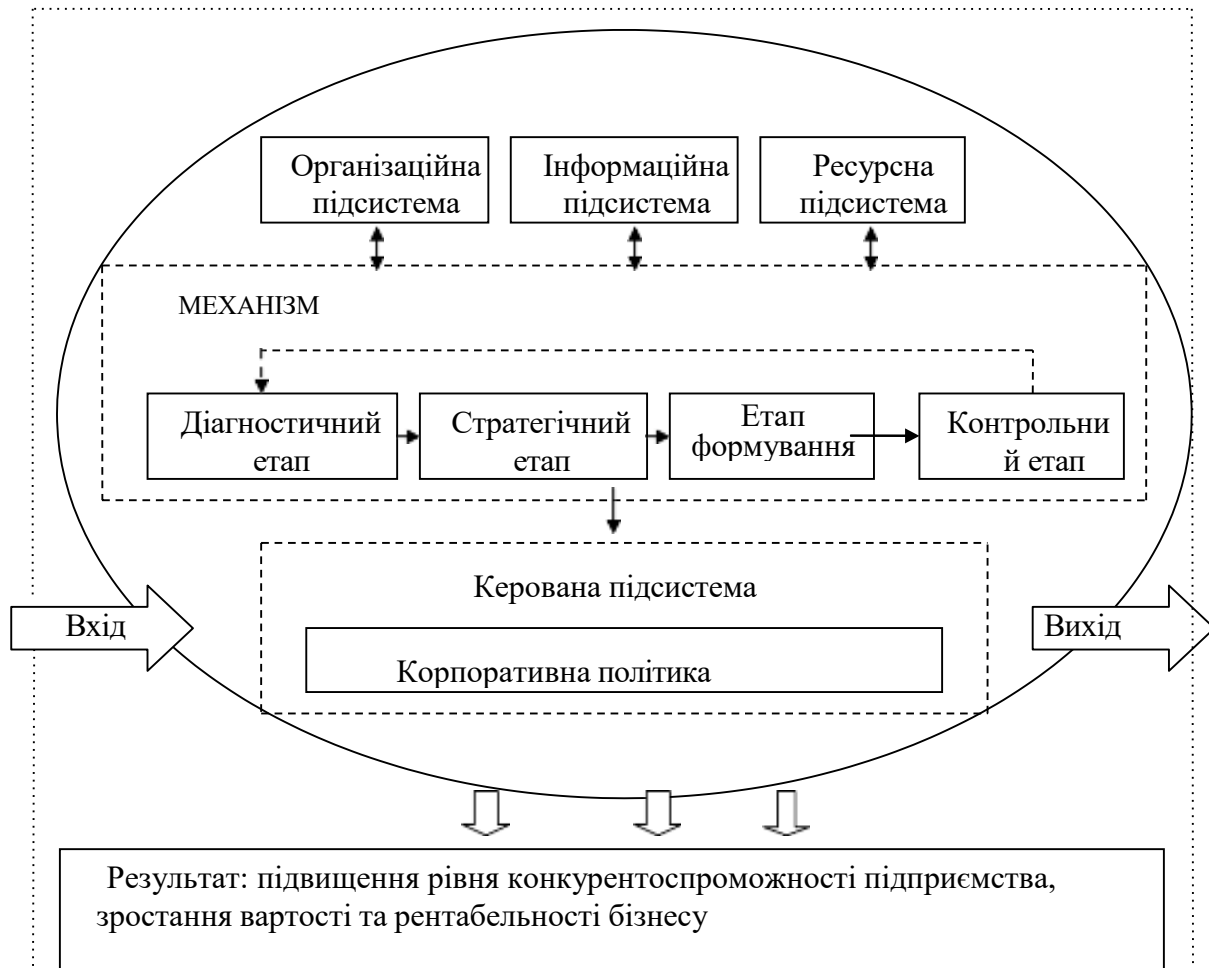 Організаційна
підсистема
Інформаційна
підсистема
Ресурсна
підсистема
МЕХАНІЗМ
Діагностичний
етап
Стратегічний
етап
Етап
формування
Контрольни
й етап
Керована підсистема
Вхід
Вихід
Корпоративна політика
Результат: підвищення рівня конкурентоспроможності підприємства,
зростання вартості та рентабельності бізнесу